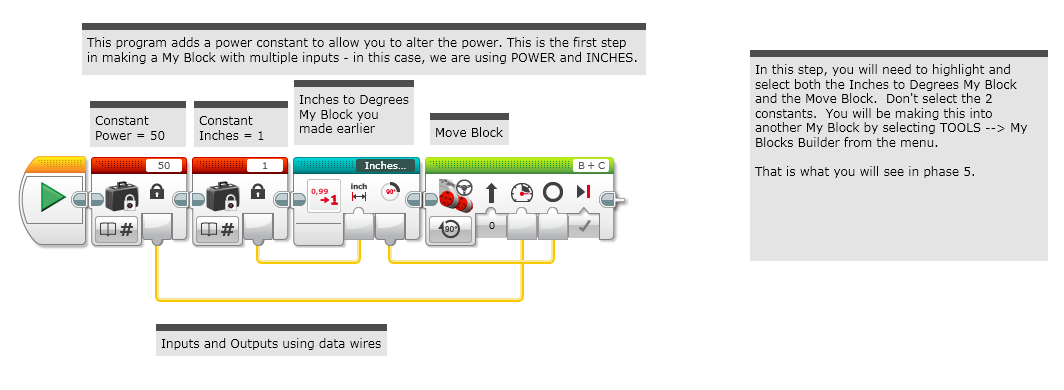 This program adds a power constant to allow you to alter the power. This is the first step
in making a My Block with multiple inputs - in this case, we are using POWER and INCHES.
In this step, you will need to highlight and
select both the Inches to Degrees My Block
and the Move Block.  Don't select the 2
constants.  You will be making this into
another My Block by selecting TOOLS --> My
Blocks Builder from the menu.
That is what you will see in phase 5.
Constant
Power = 50
Constant
Inches = 1
Inches to Degrees
My Block you
made earlier
Move Block
50
1
Inches...
B + C
0,99
1
inch
90°
#
#
90°
0
Inputs and Outputs using data wires